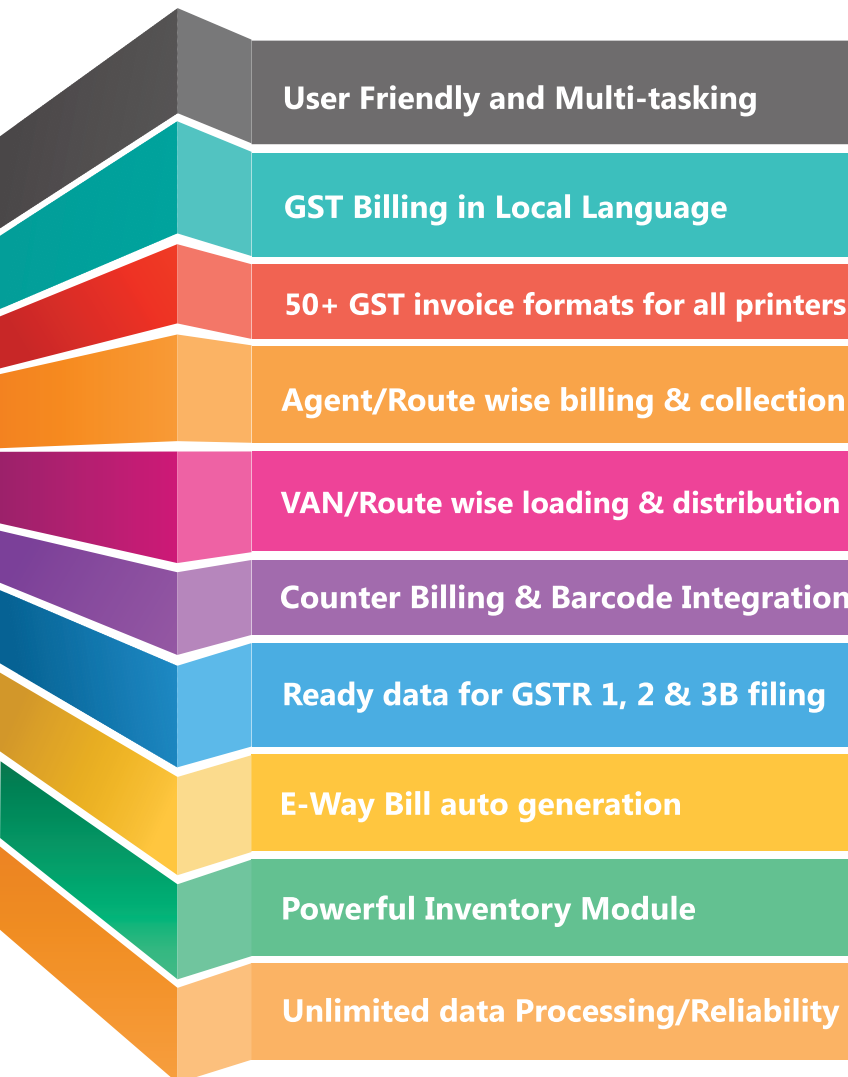 User Friendly and Multi-tasking
GST Billing in Local Language
50+ GST invoice formats for all printers
Agent/Route wise billing & collection
VAN/Route wise loading & distribution
Counter Billing & Barcode Integration
Ready data for GSTR 1, 2 & 3B filing
E-Way Bill auto generation
Powerful Inventory Module
Unlimited data Processing/Reliability